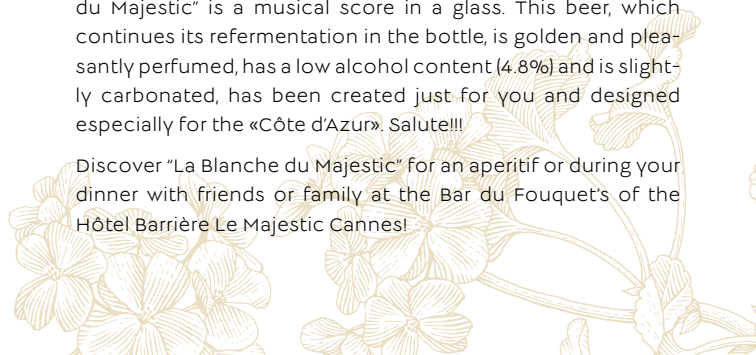 du Majestic” is a musical score in a glass. This beer, which
continues its refermentation in the bottle, is golden and plea-
santly perfumed, has a low alcohol content (4.8%) and is slight-
ly carbonated, has been created just for you and designed
especially for the «Côte d’Azur». Salute!!!
Discover “La Blanche du Majestic” for an aperitif or during your
dinner with friends or family at the Bar du Fouquet’s of the
Hôtel Barrière Le Majestic Cannes!